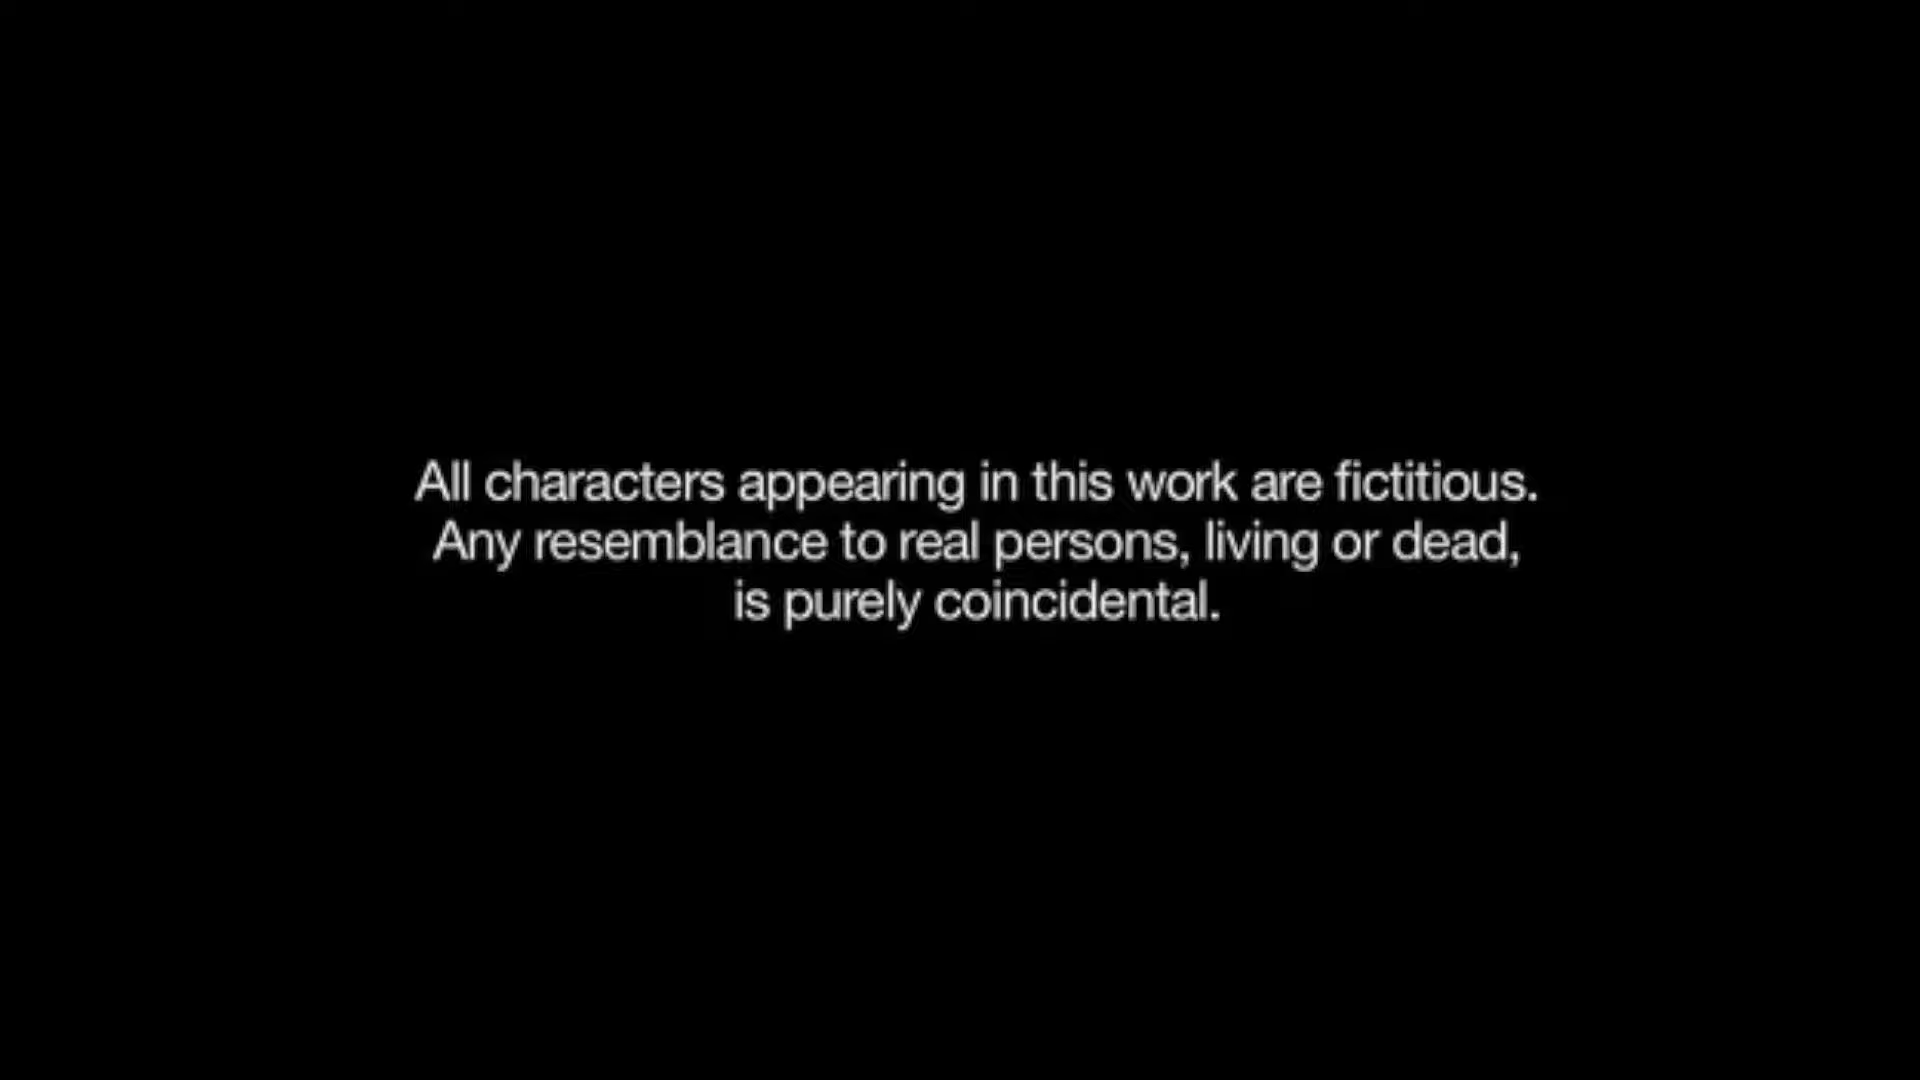 All characters appearing in this work are fictitious.
Any resemblance to real persons, living or dead,
is purely coincidental.